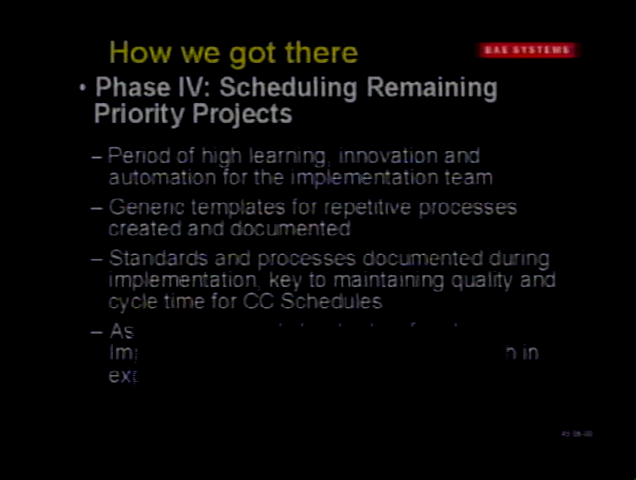 How we got there
BAE SYSTEMS
• Phase IV: Scheduling Remaining
Priority Projects
– Period of high learning, innovation and
automation for the implementation team
– Generic templates for repetitive processes
created and documented
– Standards and processes documented during
implementation, key to maintaining quality and
cycle time for CC Schedules
– As
in